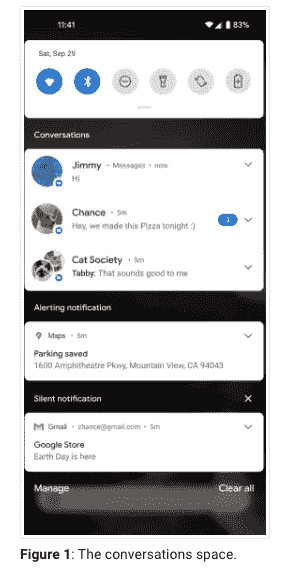 11:41
83%
Sat, Sep 29
Conversations
Jimmy • Messages • now
Hi
Chance • 5m
Hey, we made this Pizza tonight :)
Cat Society • 5m
Tabby: That sounds good to me
Alerting notification
Maps • 5m
Parking saved
1600 Amphitheatre Pkwy, Mountain View, CA 94043
Silent notification
Gmail • chance@gmail.com • 5m
Google Store
Earth Day is here
Manage Clear all
Figure 1: The conversations space.